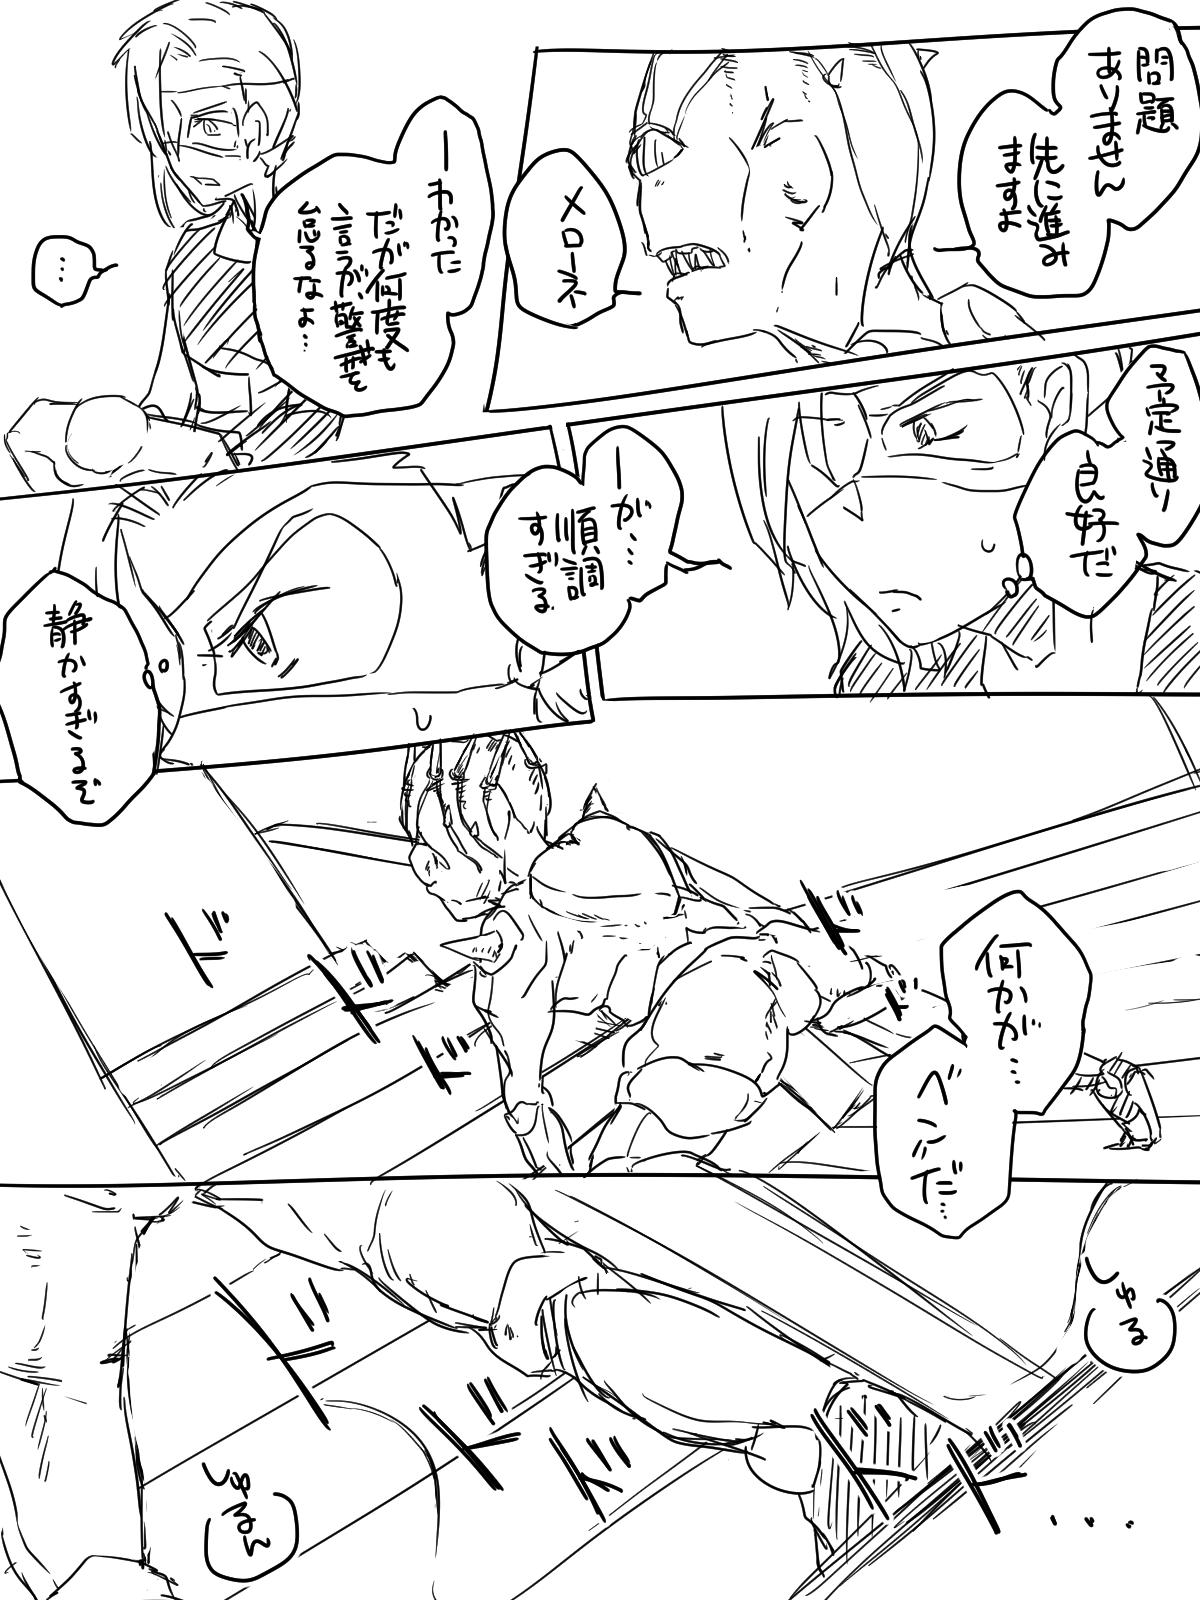 問題
ありません
先に進み
ますよ
メローネ
ーわかった
だが何度も
言うが、警戒を
怠るなよ…
…
予定通り
良好だ
ーが…
順調
すぎる
静かすぎるぞ
何かが…
ベンだ…
ド
ド
ド
ド
ド
しゅる
ド
ド
ド
ド
ド
しゅるん
....